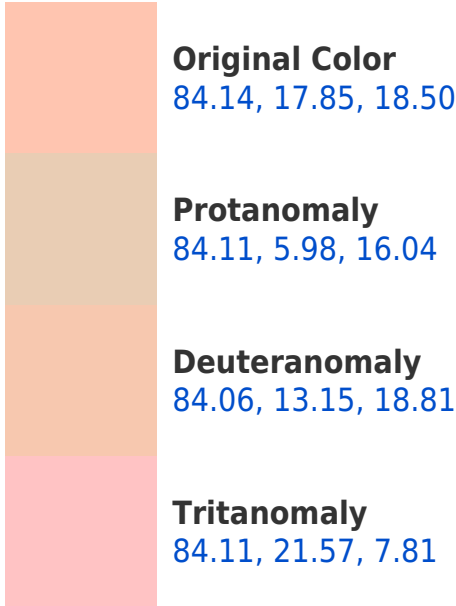 Original Color
84.14, 17.85, 18.50
Protanomaly
84.11, 5.98, 16.04
Deuteranomaly
84.06, 13.15, 18.81
Tritanomaly
84.11, 21.57, 7.81